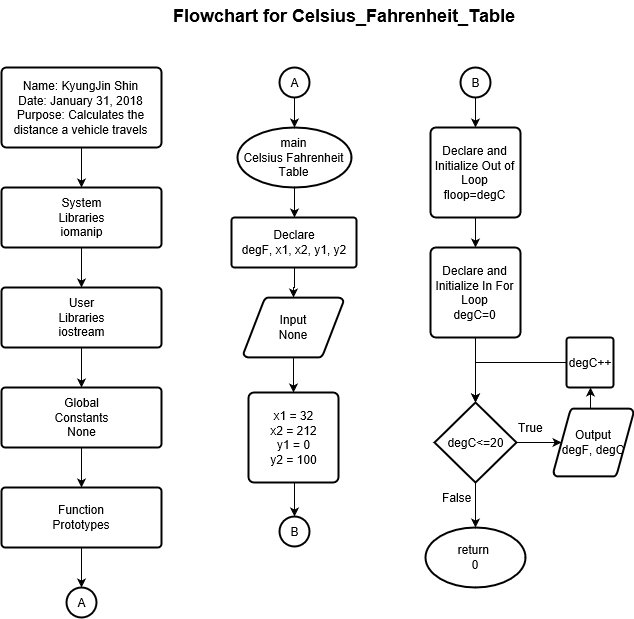 Flowchart for Celsius_Fahrenheit_Table
Name: KyungJin Shin
Date: January 31, 2018
Purpose: Calculates the
distance a vehicle travels
System
Libraries
iomanip
User
Libraries
iostream
Global
Constants
None
Function
Prototypes
A
A
main
Celsius Fahrenheit
Table
Declare
degF, x1, x2, y1, y2
Input
None
x1 = 32
x2 = 212
y1 = 0
y2 = 100
B
B
Declare and
Initialize Out of
Loop
floop=degC
Declare and
Initialize In For
Loop
degC=0
degC++
degC<=20
True
Output
degF, degC
False
return
0